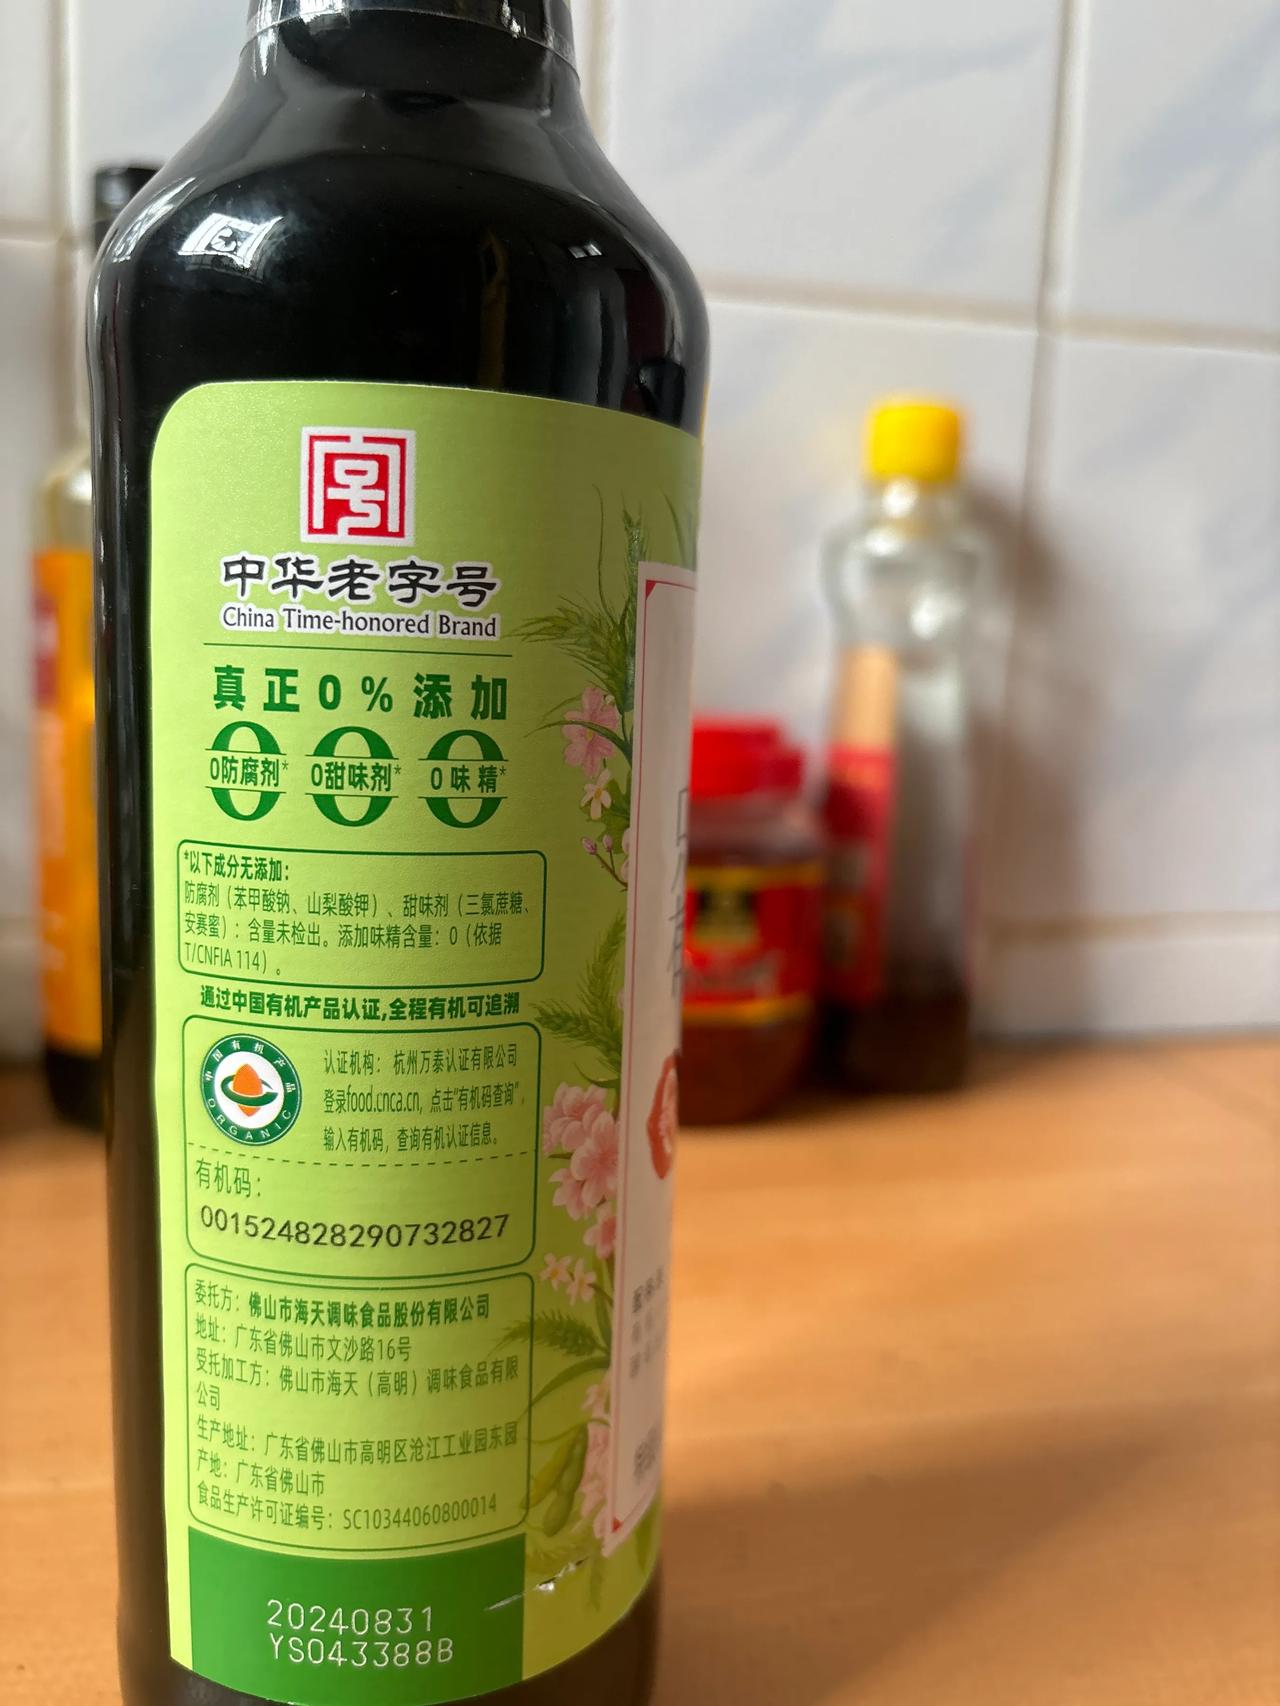 号
中华老字号
China Time-honored Brand
真正0%添加
0防腐剂* 0甜味剂* 0味精*
*以下成分无添加：
防腐剂（苯甲酸钠、山梨酸钾）、甜味剂（三氯蔗糖、
安赛蜜）：含量未检出。添加味精含量：0（依据
T/CNFIA 114）。
通过中国有机产品认证,全程有机可追溯
中国有机产品
ORGANIC
认证机构：杭州万泰认证有限公司
登录food.cnca.cn, 点击“有机码查询”,
输入有机码，查询有机认证信息。
有机码：
00152482829073282​7
委托方：佛山市海天调味食品股份有限公司
地址：广东省佛山市文沙路16号
受托加工方：佛山市海天（高明）调味食品有限
公司
生产地址：广东省佛山市高明区沧江工业园东园
产地：广东省佛山市
食品生产许可证编号：SC10344060800014
20240831
YS043388B